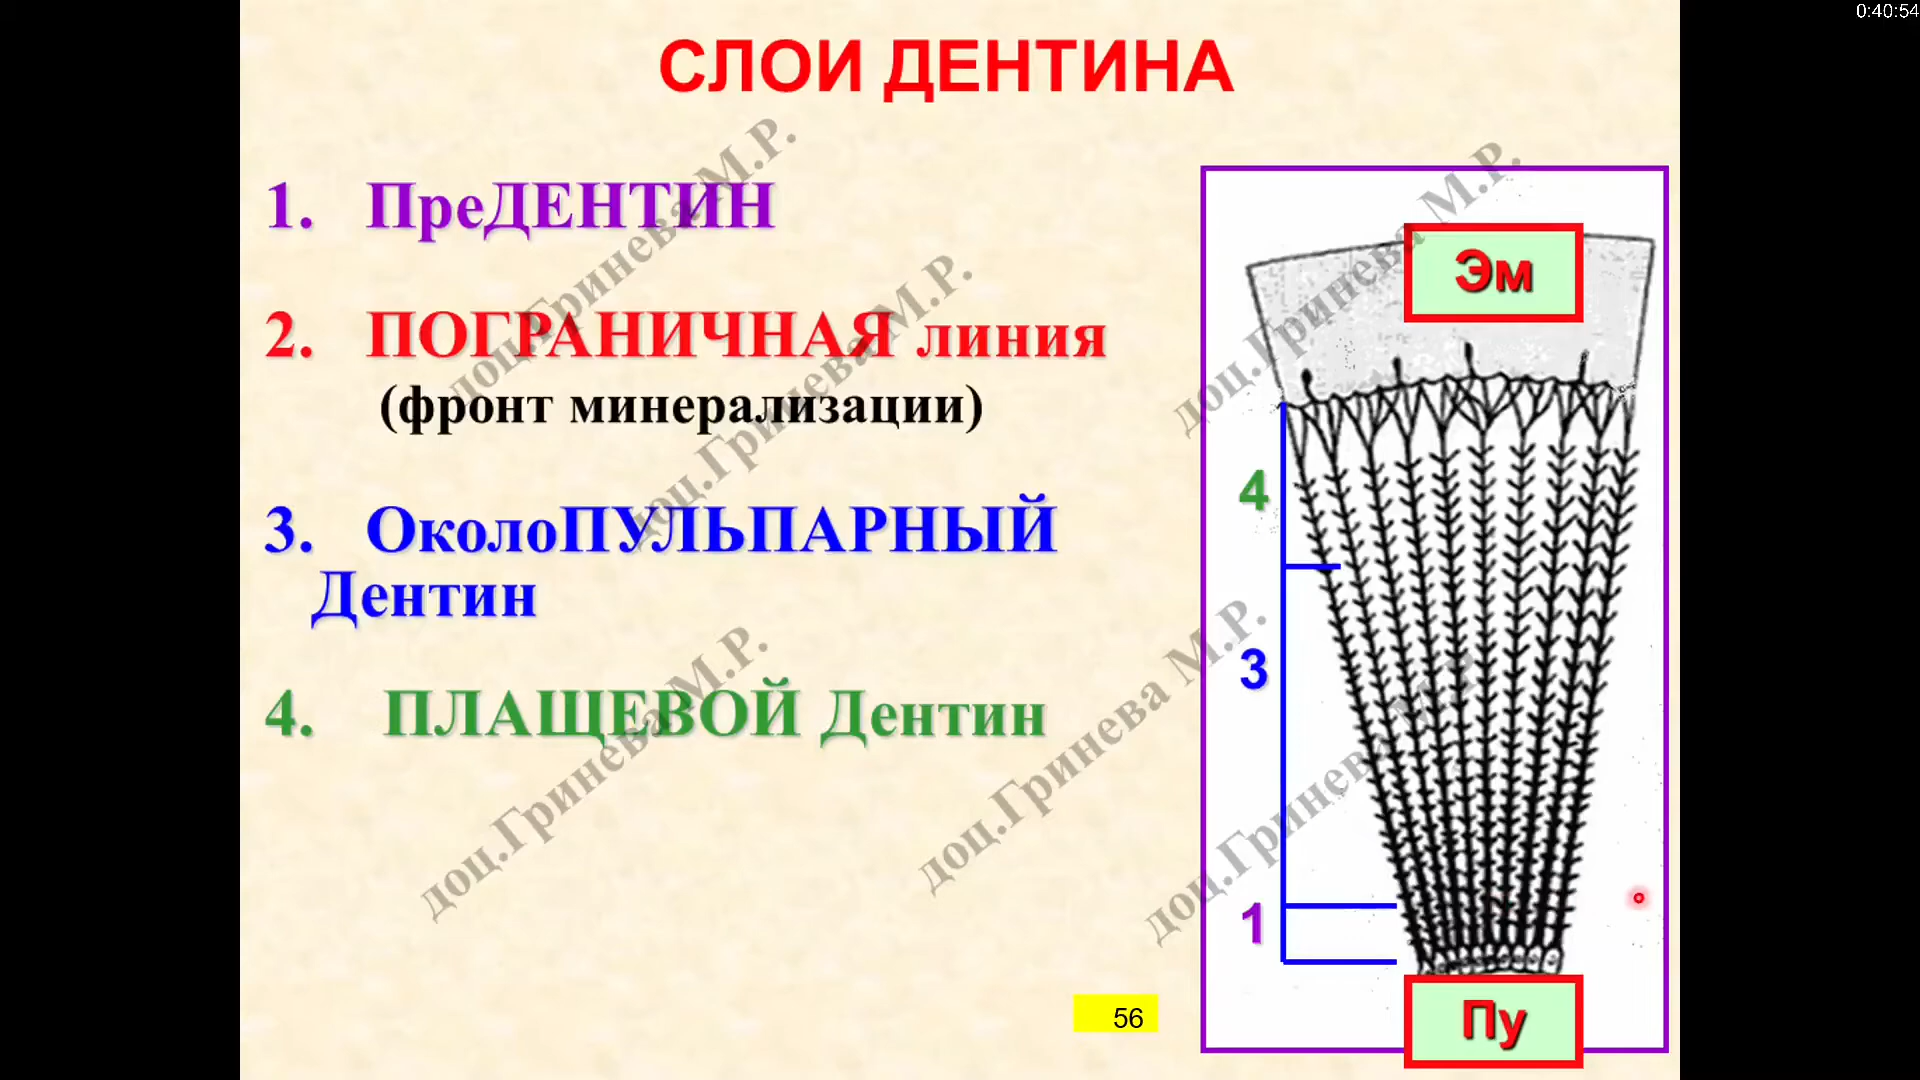 0:40:54
СЛОИ ДЕНТИНА
1. ПреДЕНТИН
2. ПОГРАНИЧНАЯ линия
(фронт минерализации)
3. ОколоПУЛЬПАРНЫЙ
Дентин
4. ПЛАЩЕВОЙ Дентин
Эм
4
3
1
Пу
56
доц.Гринева М.Р.
доц.Гринева М.Р.
доц.Гринева М.Р.
доц.Гринева М.Р.
доц.Гринева М.Р.
доц.Гринева М.Р.